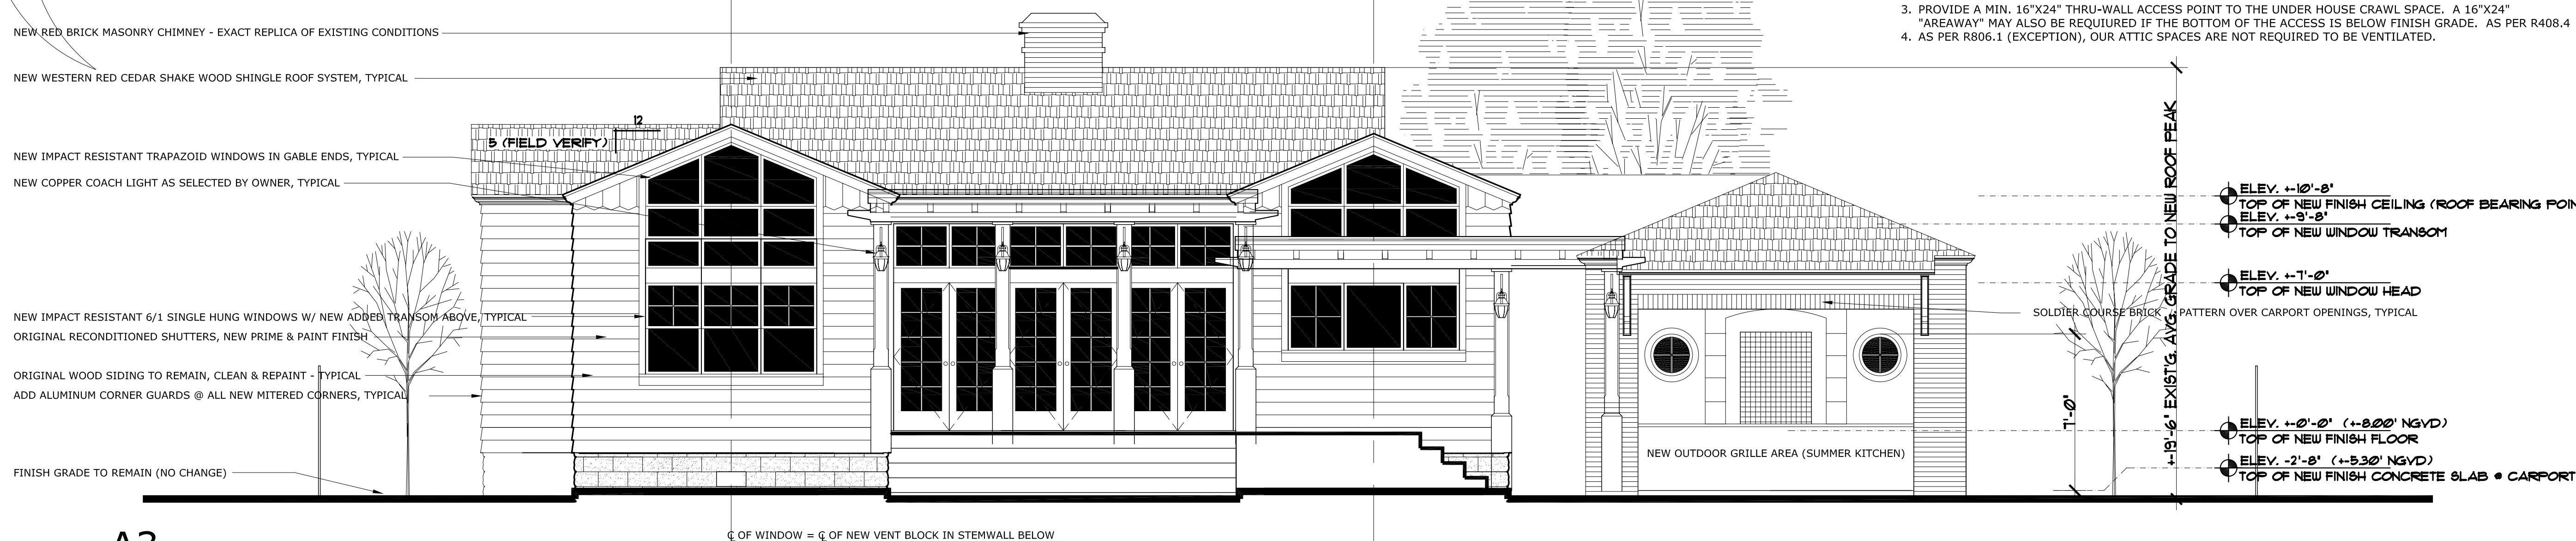 3. PROVIDE A MIN. 16"X24" THRU-WALL ACCESS POINT TO THE UNDER HOUSE CRAWL SPACE. A 16"X24"
"AREAWAY" MAY ALSO BE REQUIURED IF THE BOTTOM OF THE ACCESS IS BELOW FINISH GRADE. AS PER R408.4
4. AS PER R806.1 (EXCEPTION), OUR ATTIC SPACES ARE NOT REQUIRED TO BE VENTILATED.
NEW RED BRICK MASONRY CHIMNEY - EXACT REPLICA OF EXISTING CONDITIONS
NEW WESTERN RED CEDAR SHAKE WOOD SHINGLE ROOF SYSTEM, TYPICAL
12
5 (FIELD VERIFY)
NEW IMPACT RESISTANT TRAPAZOID WINDOWS IN GABLE ENDS, TYPICAL
NEW COPPER COACH LIGHT AS SELECTED BY OWNER, TYPICAL
NEW IMPACT RESISTANT 6/1 SINGLE HUNG WINDOWS W/ NEW ADDED TRANSOM ABOVE, TYPICAL
ORIGINAL RECONDITIONED SHUTTERS, NEW PRIME & PAINT FINISH
ORIGINAL WOOD SIDING TO REMAIN, CLEAN & REPAINT - TYPICAL
ADD ALUMINUM CORNER GUARDS @ ALL NEW MITERED CORNERS, TYPICAL
FINISH GRADE TO REMAIN (NO CHANGE)
+-19'-6" EXIST'G. AVG. GRADE TO NEW ROOF PEAK
ELEV. +-10'-8"
TOP OF NEW FINISH CEILING (ROOF BEARING POIN
ELEV. +-9'-8"
TOP OF NEW WINDOW TRANSOM
ELEV. +-7'-0"
TOP OF NEW WINDOW HEAD
SOLDIER COURSE BRICK PATTERN OVER CARPORT OPENINGS, TYPICAL
7'-0"
ELEV. +-0'-0" (+-8.00' NGVD)
TOP OF NEW FINISH FLOOR
NEW OUTDOOR GRILLE AREA (SUMMER KITCHEN)
ELEV. -2'-8" (+-5.30' NGVD)
TOP OF NEW FINISH CONCRETE SLAB @ CARPORT
℄ OF WINDOW = ℄ OF NEW VENT BLOCK IN STEMWALL BELOW